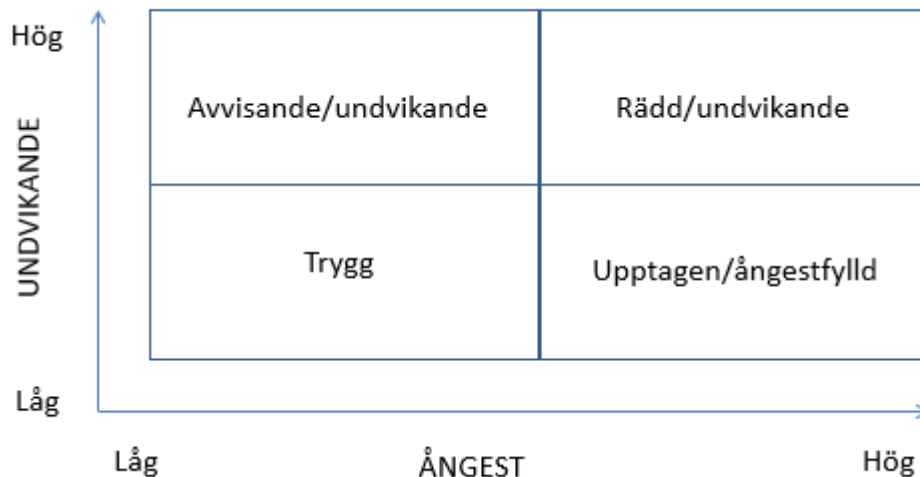 Hög
Avvisande/undvikande
Rädd/undvikande
UNDVIKANDE
Trygg
Upptagen/ångestfylld
Låg
Låg
ÅNGEST
Hög